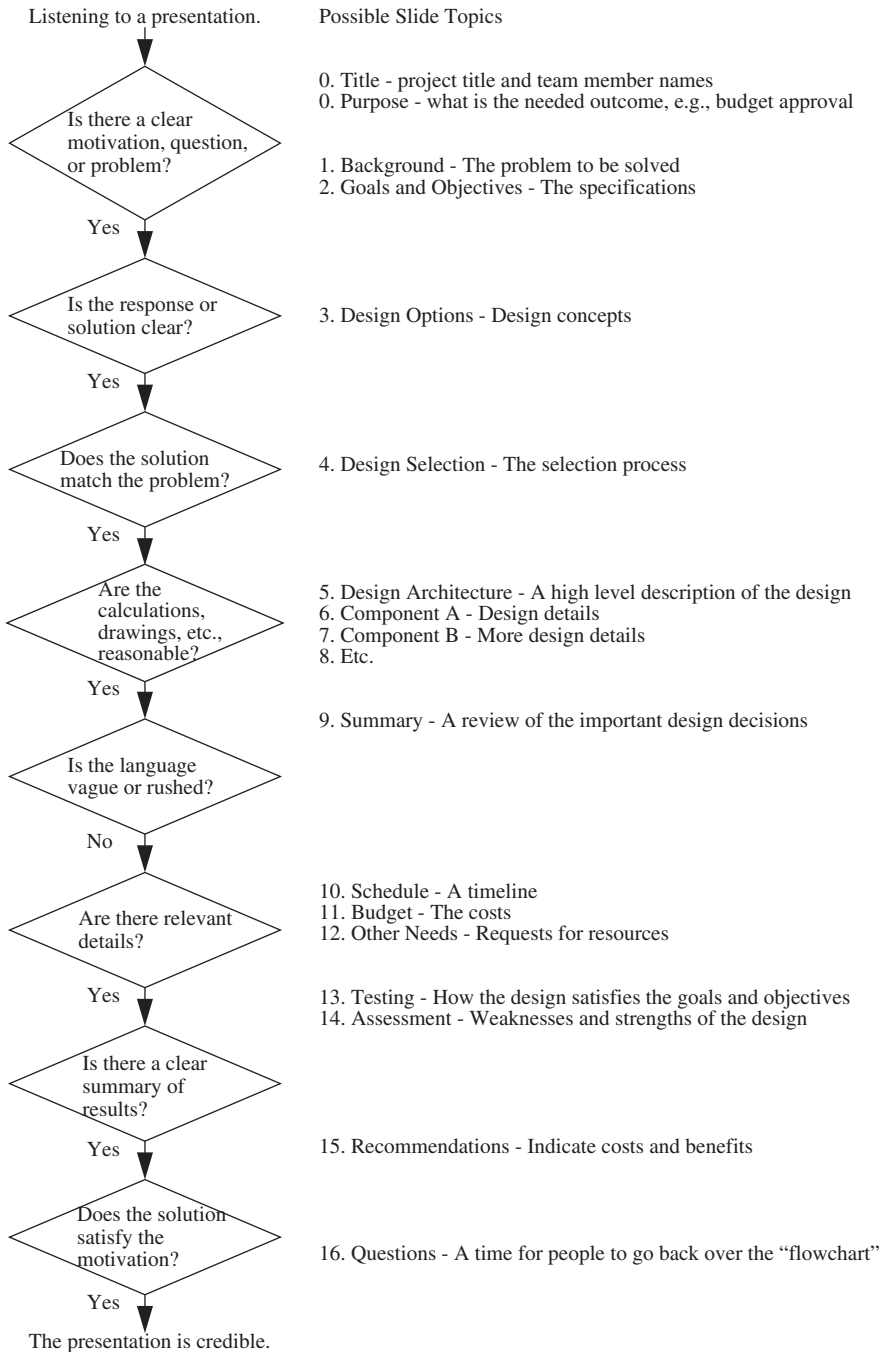 Listening to a presentation.
Possible Slide Topics
0. Title - project title and team member names
0. Purpose - what is the needed outcome, e.g., budget approval
Is there a clear
motivation, question,
or problem?
1. Background - The problem to be solved
2. Goals and Objectives - The specifications
Yes
Is the response or
solution clear?
3. Design Options - Design concepts
Yes
Does the solution
match the problem?
4. Design Selection - The selection process
Yes
Are the
calculations,
drawings, etc.,
reasonable?
5. Design Architecture - A high level description of the design
6. Component A - Design details
7. Component B - More design details
8. Etc.
Yes
9. Summary - A review of the important design decisions
Is the language
vague or rushed?
No
Are there relevant
details?
10. Schedule - A timeline
11. Budget - The costs
12. Other Needs - Requests for resources
Yes
13. Testing - How the design satisfies the goals and objectives
14. Assessment - Weaknesses and strengths of the design
Is there a clear
summary of
results?
Yes
15. Recommendations - Indicate costs and benefits
Does the solution
satisfy the
motivation?
16. Questions - A time for people to go back over the “flowchart”
Yes
The presentation is credible.